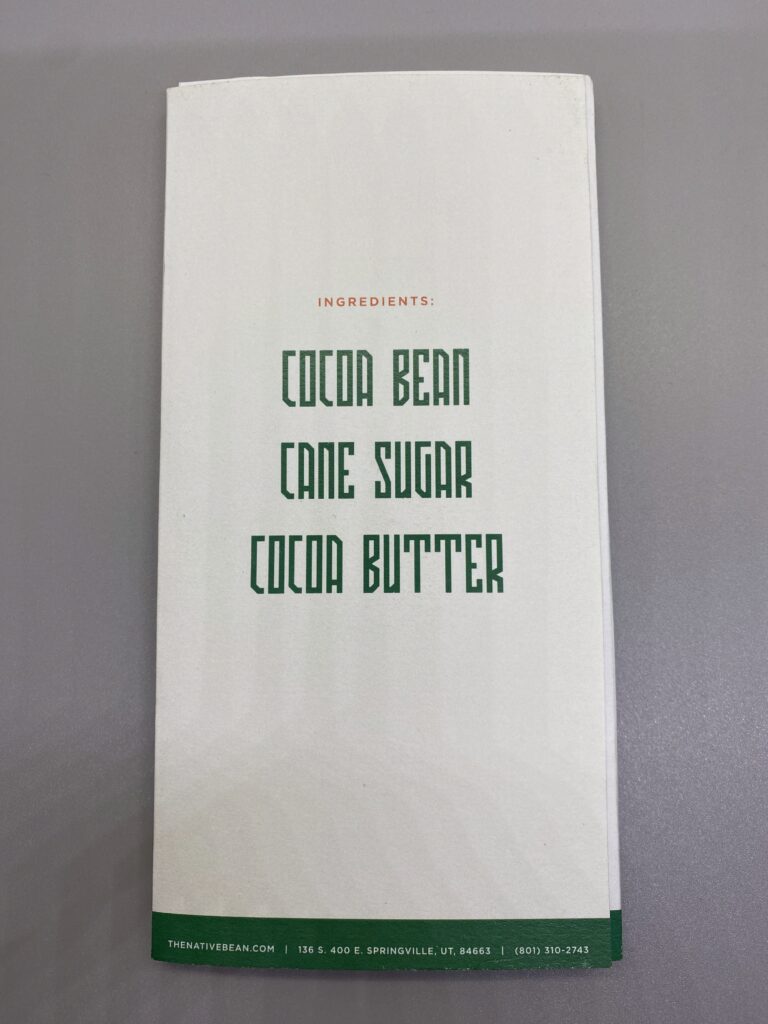 INGREDIENTS:
COCOA BEAN
CANE SUGAR
COCOA BUTTER
THENATIVEBEAN.COM | 136 S. 400 E. SPRINGVILLE, UT, 84663 | (801) 310-2743